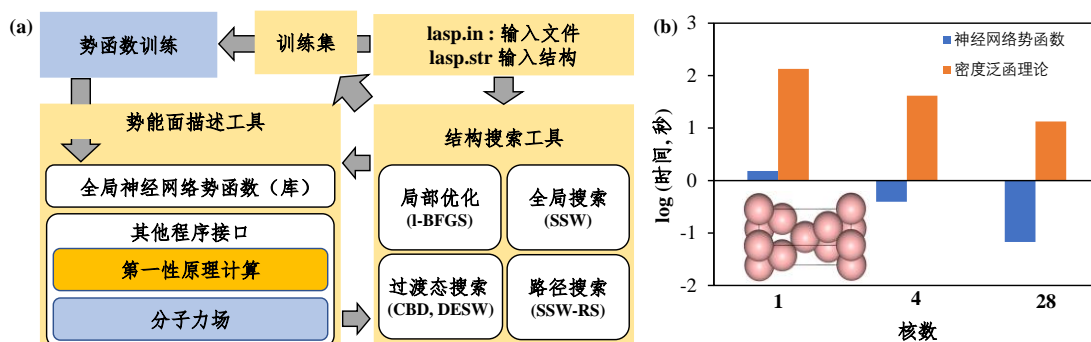 (a)
势函数训练
训练集
lasp.in : 输入文件
lasp.str 输入结构
势能面描述工具
全局神经网络势函数（库）
其他程序接口
第一性原理计算
分子力场
结构搜索工具
局部优化
(l-BFGS)
全局搜索
(SSW)
过渡态搜索
(CBD, DESW)
路径搜索
(SSW-RS)
(b)
log (时间, 秒)
3
2
1
0
-1
-2
神经网络势函数
密度泛函理论
1
4
28
核数